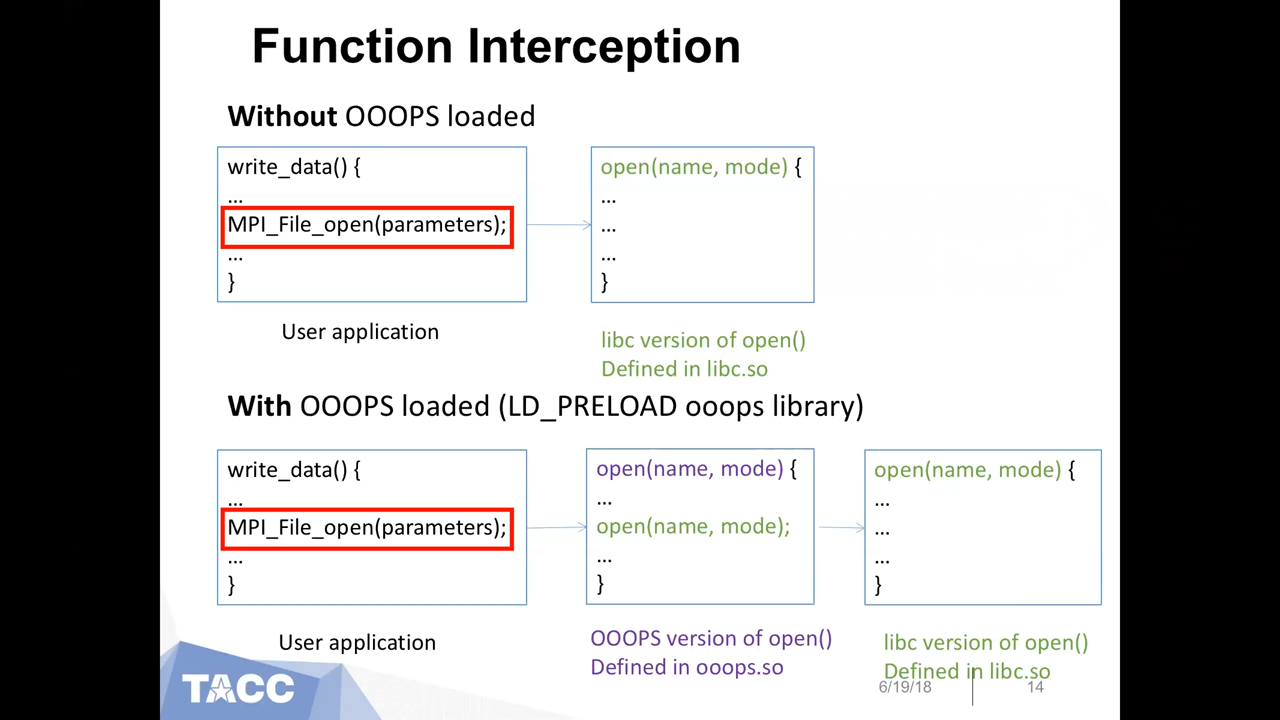 Function Interception
Without OOOPS loaded
write_data() {
...
MPI_File_open(parameters);
...
}
User application
open(name, mode) {
...
...
...
}
libc version of open()
Defined in libc.so
With OOOPS loaded (LD_PRELOAD ooops library)
write_data() {
...
MPI_File_open(parameters);
...
}
User application
open(name, mode) {
...
open(name, mode);
...
}
OOOPS version of open()
Defined in ooops.so
open(name, mode) {
...
...
...
}
libc version of open()
Defined in libc.so
TACC
6/19/18
14